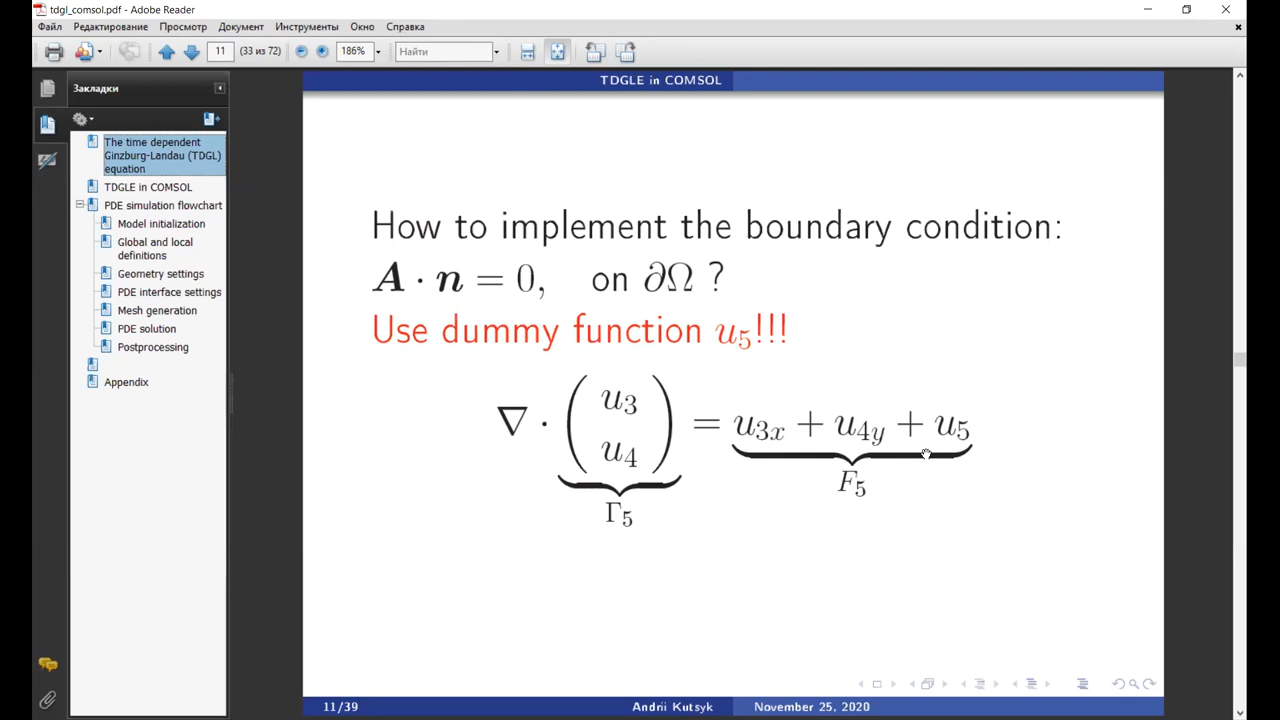 tdgl_comsol.pdf - Adobe Reader
Файл Редактирование Просмотр Документ Инструменты Окно Справка
11 (33 из 72) 186% Найти
Закладки
The time dependent
Ginzburg-Landau (TDGL)
equation
TDGLE in COMSOL
PDE simulation flowchart
Model initialization
Global and local
definitions
Geometry settings
PDE interface settings
Mesh generation
PDE solution
Postprocessing
Appendix
TDGLE in COMSOL
How to implement the boundary condition:
A · n = 0, on ∂Ω ?
Use dummy function u₅!!!
∇ · ( u₃ u₄ ) = u₃ₓ + u₄ᵧ + u₅
Γ₅ F₅
11/39 Andrii Kutsyk November 25, 2020